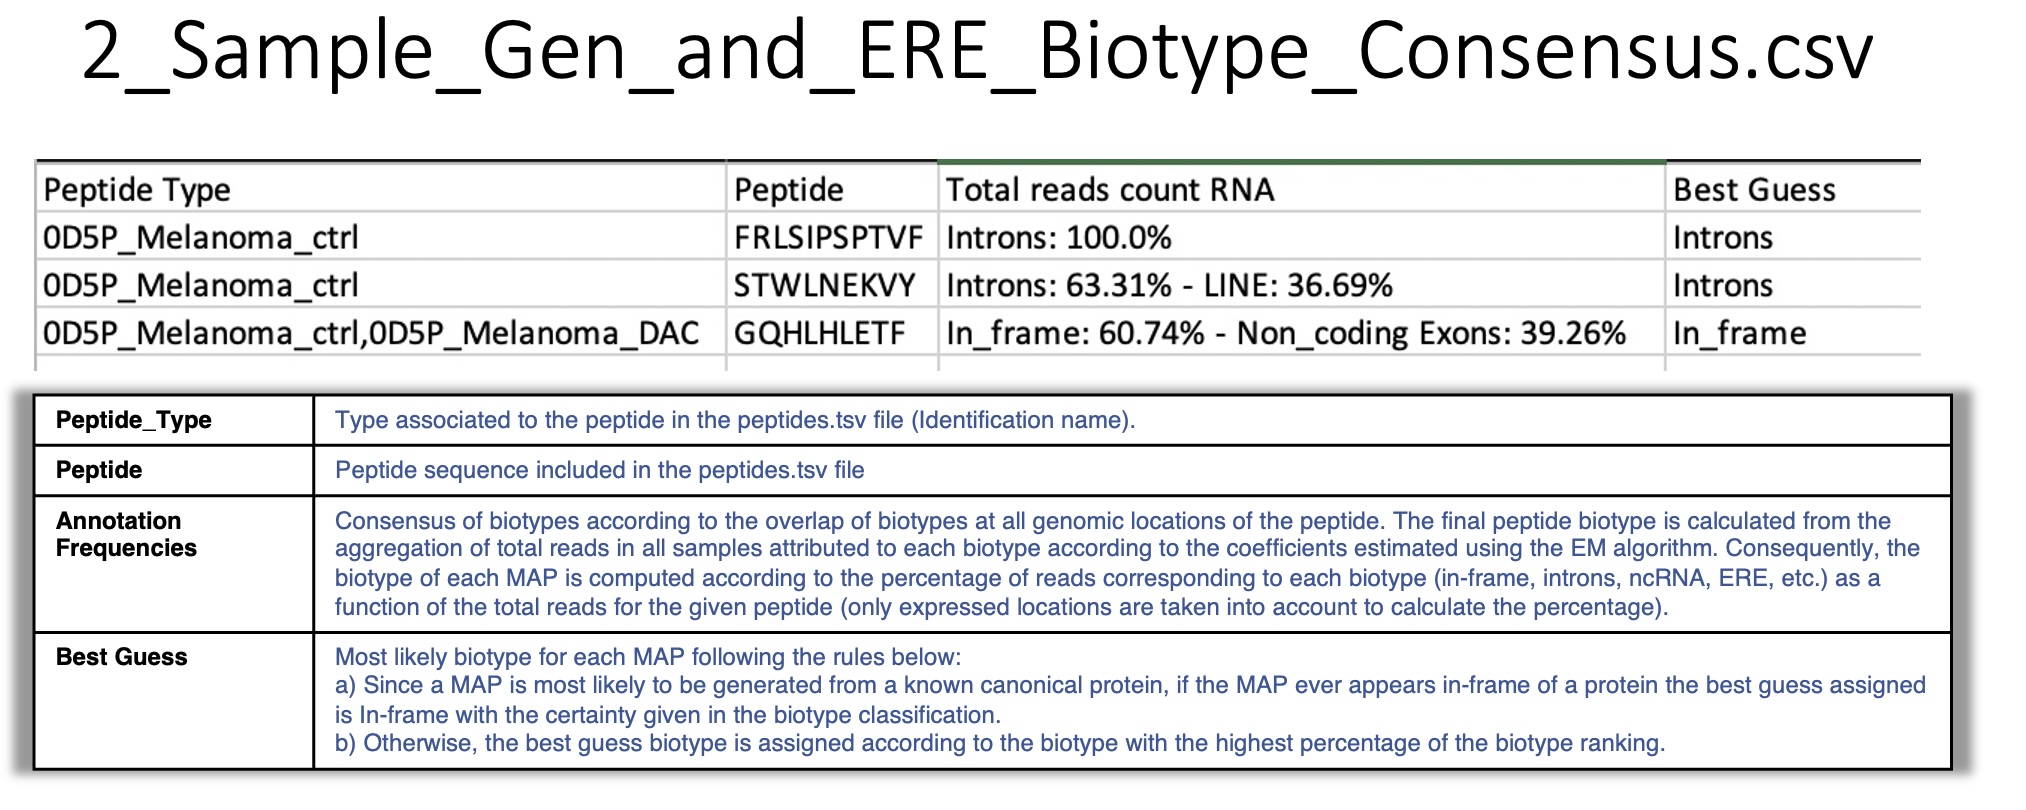 2_Sample_Gen_and_ERE_Biotype_Consensus.csv
Peptide Type Peptide Total reads count RNA Best Guess
0D5P_Melanoma_ctrl FRLSIPSPTVF Introns: 100.0% Introns
0D5P_Melanoma_ctrl STWLNEKVY Introns: 63.31% - LINE: 36.69% Introns
0D5P_Melanoma_ctrl,0D5P_Melanoma_DAC GQHLHLETF In_frame: 60.74% - Non_coding Exons: 39.26% In_frame
Peptide_Type Type associated to the peptide in the peptides.tsv file (Identification name).
Peptide Peptide sequence included in the peptides.tsv file
Annotation Frequencies
Consensus of biotypes according to the overlap of biotypes at all genomic locations of the peptide. The final peptide biotype is calculated from the
aggregation of total reads in all samples attributed to each biotype according to the coefficients estimated using the EM algorithm. Consequently, the
biotype of each MAP is computed according to the percentage of reads corresponding to each biotype (in-frame, introns, ncRNA, ERE, etc.) as a
function of the total reads for the given peptide (only expressed locations are taken into account to calculate the percentage).
Best Guess Most likely biotype for each MAP following the rules below:
a) Since a MAP is most likely to be generated from a known canonical protein, if the MAP ever appears in-frame of a protein the best guess assigned
is In-frame with the certainty given in the biotype classification.
b) Otherwise, the best guess biotype is assigned according to the biotype with the highest percentage of the biotype ranking.